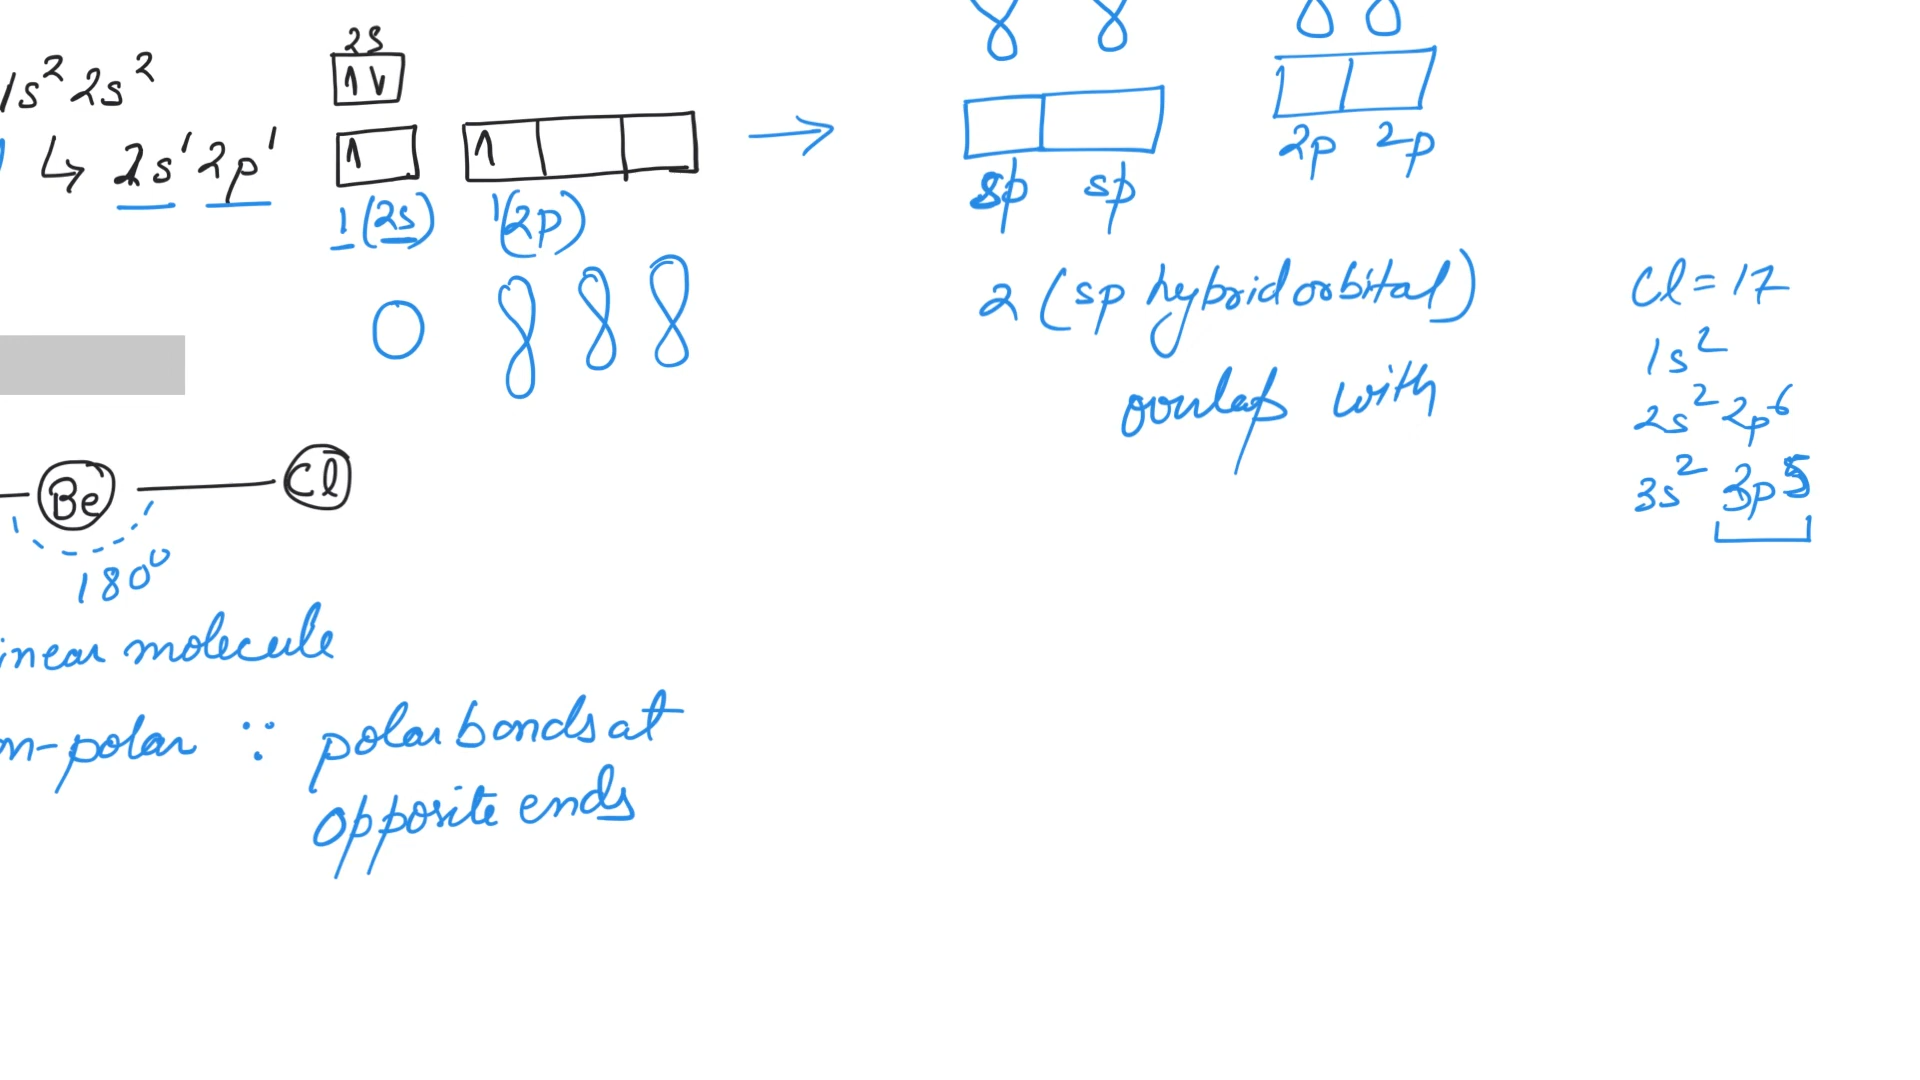 2s
1s² 2s²
↳ 2s¹ 2p¹
1(2s) 1(2p)
180°
Be Cl
inear molecule
n-polar ∵ polar bonds at
opposite ends
sp sp 2p 2p
2 (sp hybrid orbital)
overlap with
Cl = 17
1s²
2s² 2p⁶
3s² 3p⁵